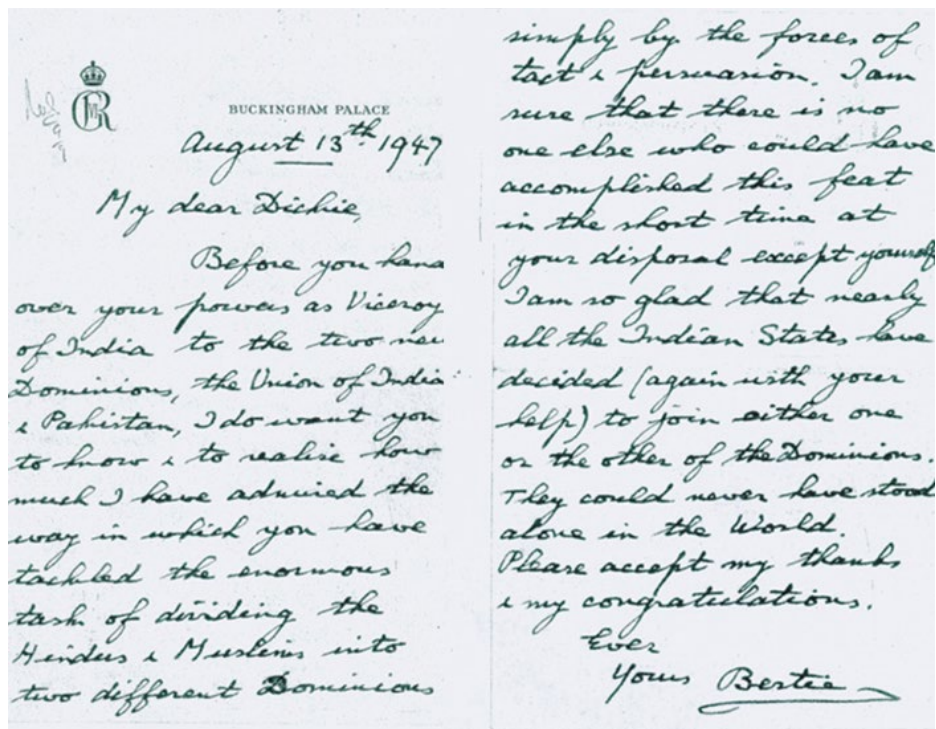 BUCKINGHAM PALACE
August 13th 1947
My dear Dickie,
Before you hand
over your powers as Viceroy
of India to the two new
Dominions, the Union of India
& Pakistan, I do want you
to know & to realise how
much I have admired the
way in which you have
tackled the enormous
task of dividing the
Hindus & Muslims into
two different Dominions
simply by the forces of
tact & persuasion. I am
sure that there is no
one else who could have
accomplished this feat
in the short time at
your disposal except yourself
I am so glad that nearly
all the Indian States have
decided (again with your
help) to join either one
or the other of the Dominions.
They could never have stood
alone in the World.
Please accept my thanks
& my congratulations.
Ever
Yours Bertie